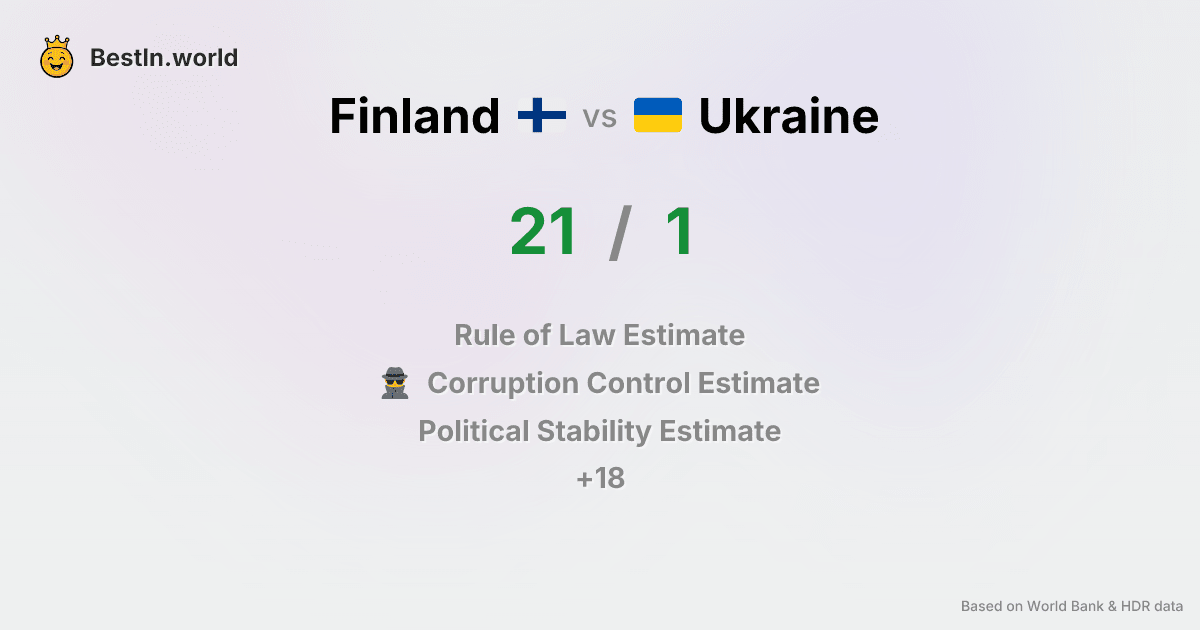 BestIn.world
Finland vs Ukraine
21 / 1
Rule of Law Estimate
Corruption Control Estimate
Political Stability Estimate
+18
Based on World Bank & HDR data